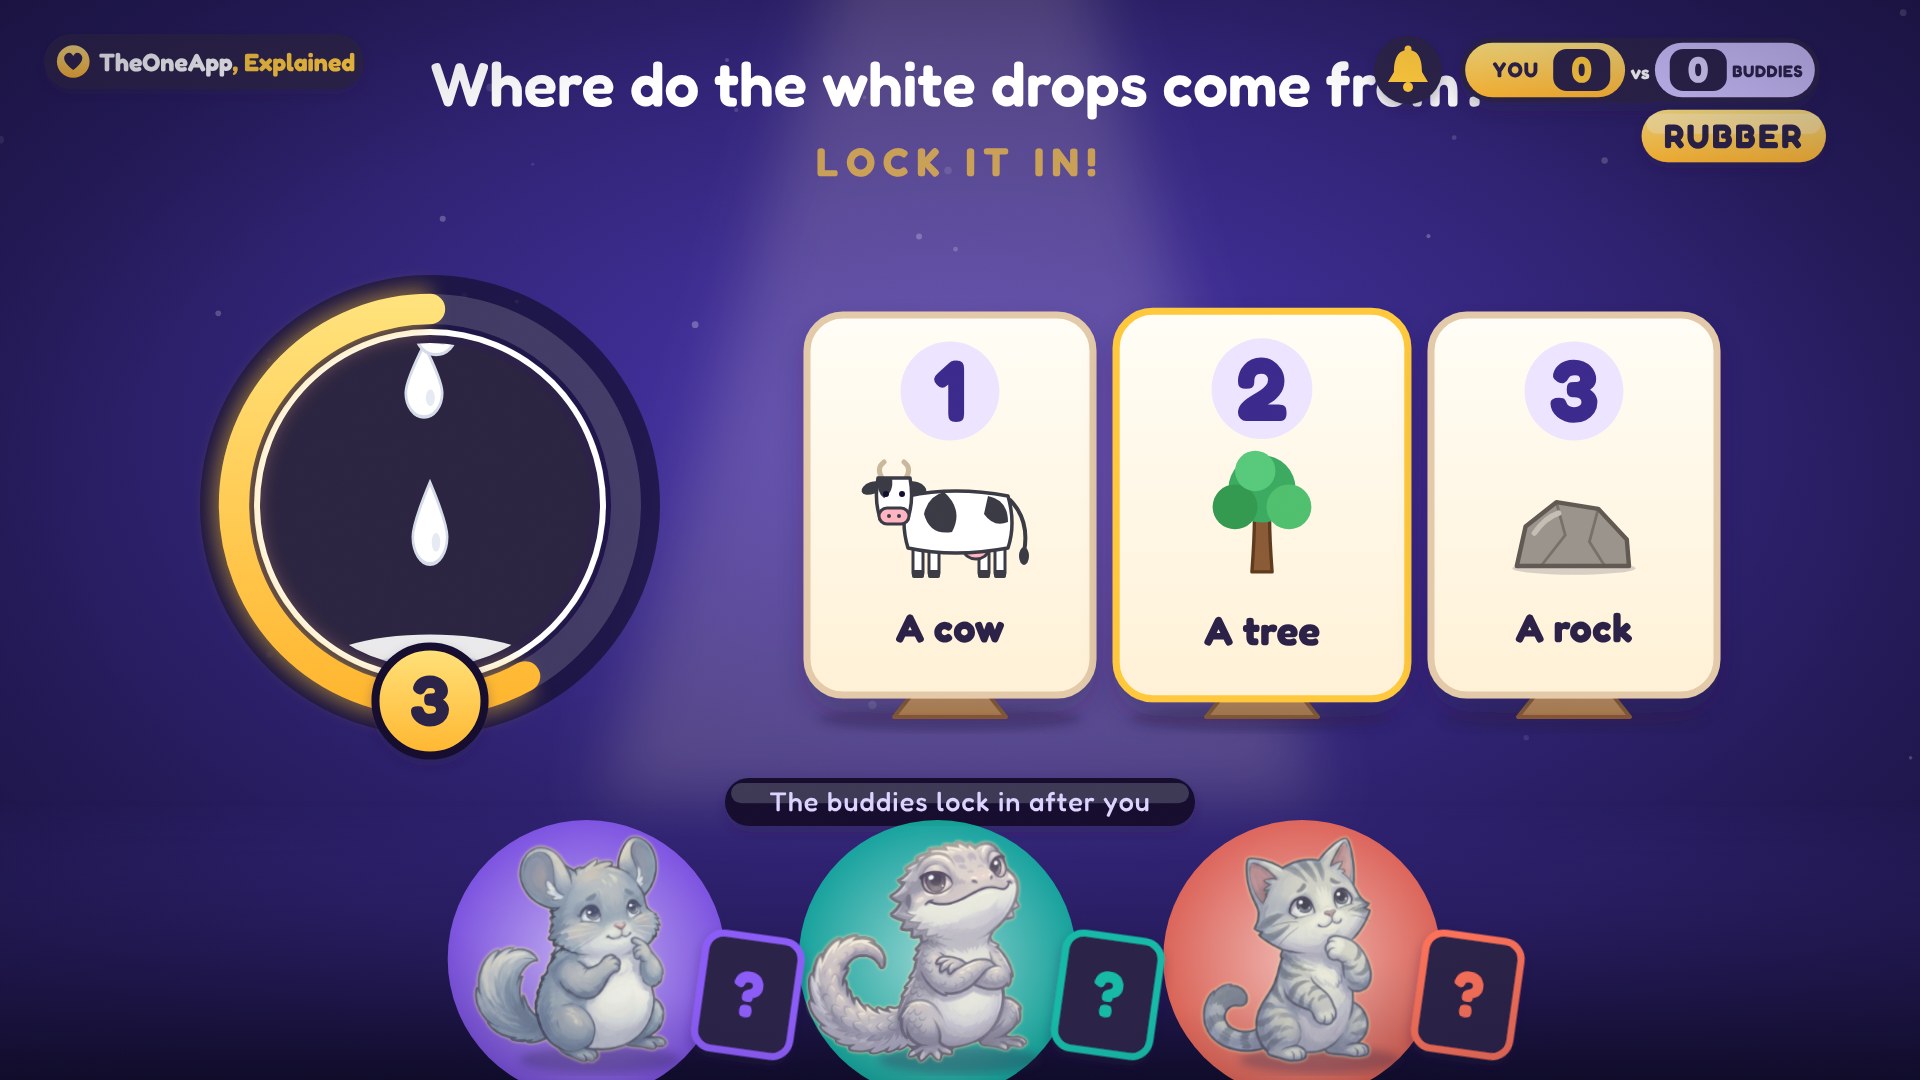 TheOneApp, Explained
Where do the white drops come from?
YOU 0 vs 0 BUDDIES
RUBBER
LOCK IT IN!
1
2
3
A cow
A tree
A rock
3
The buddies lock in after you
?
?
?